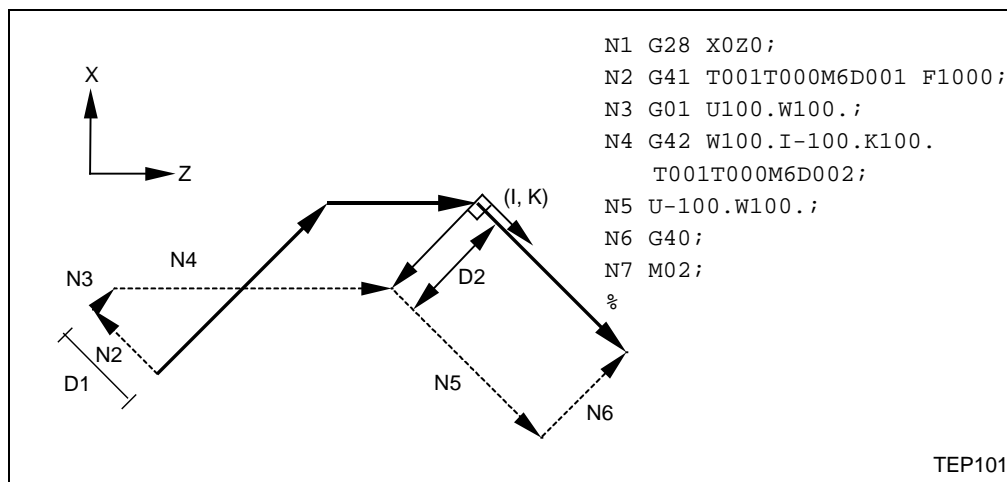 N1 G28 X0Z0;
N2 G41 T001T000M6D001 F1000;
N3 G01 U100.W100.;
N4 G42 W100.I-100.K100.
T001T000M6D002;
N5 U-100.W100.;
N6 G40;
N7 M02;
%
X
Z
(I, K)
N4
N3
D2
N2
D1
N5
N6
TEP101